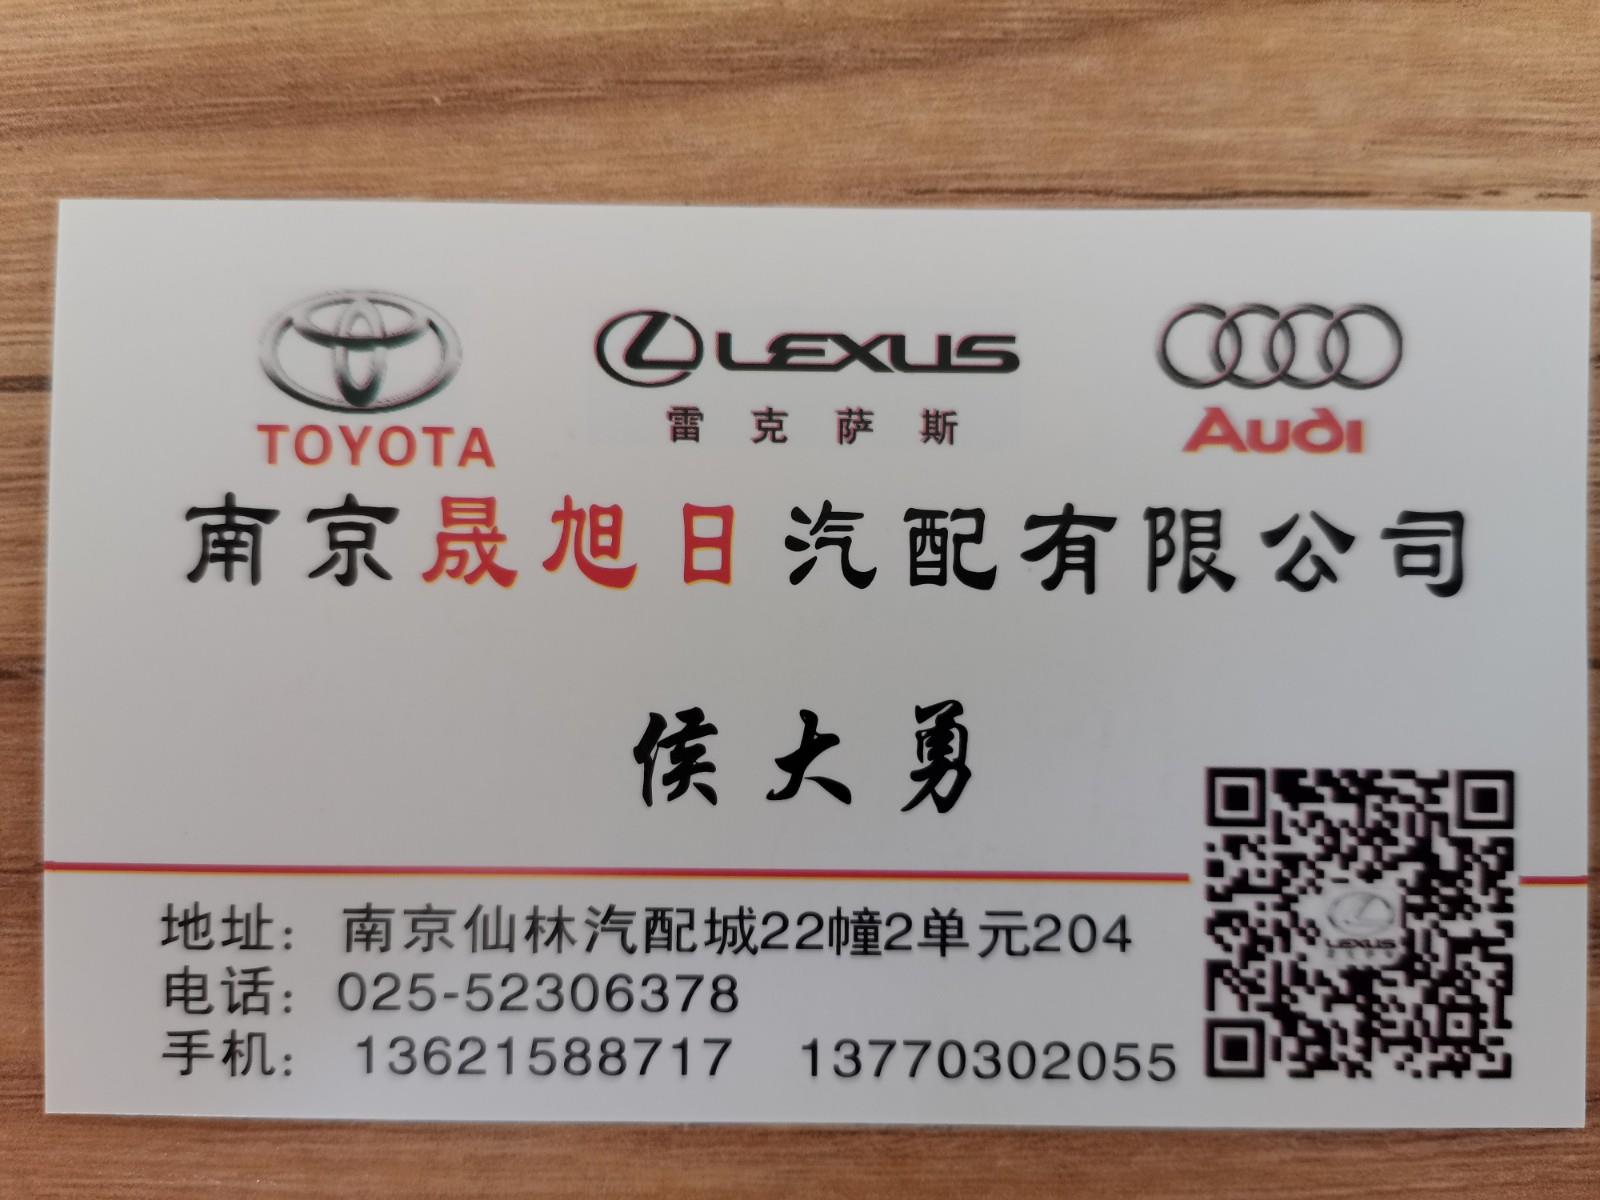 TOYOTA
LEXUS
雷克萨斯
Audi
南京晟旭日汽配有限公司
侯大勇
地址：南京仙林汽配城22幢2单元204
电话：025-52306378
手机：13621588717 13770302055
LEXUS